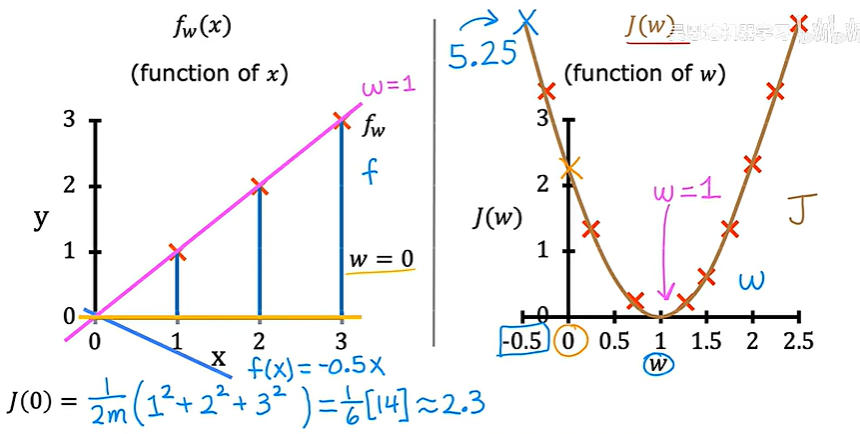 f_w(x)
(function of x)
w=1
3
f_w
f
2
y
1
w = 0
0
0 1 2 3
x
f(x) = -0.5x
J(0) = \frac{1}{2m}(1² + 2² + 3²) = \frac{1}{6}[14] ≈ 2.3
J(w)
5.25
(function of w)
3
2
w=1
J
J(w)
1
w
0
-0.5 0 0.5 1 1.5 2 2.5
w